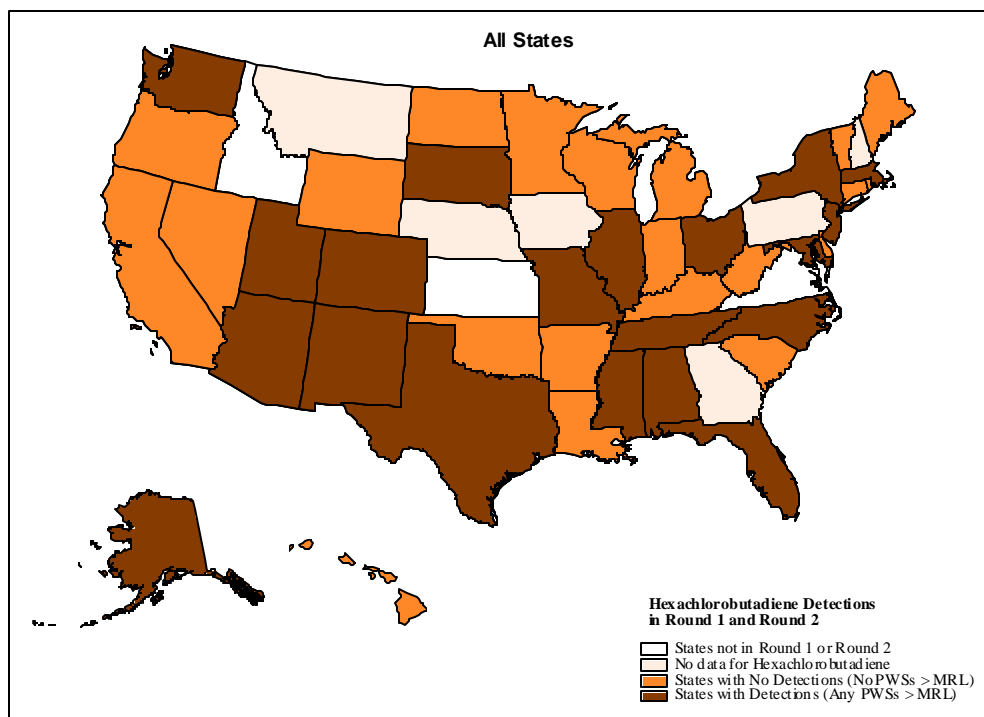 All States
Hexachlorobutadiene Detections
in Round 1 and Round 2
States not in Round 1 or Round 2
No data for Hexachlorobutadiene
States with No Detections (No PWSs > MRL)
States with Detections (Any PWSs > MRL)